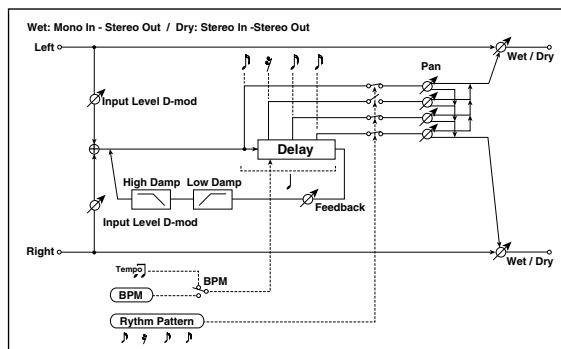 Wet: Mono In - Stereo Out / Dry: Stereo In -Stereo Out
Left
Wet / Dry
Pan
Input Level D-mod
Delay
High Damp
Low Damp
Feedback
Input Level D-mod
Right
Wet / Dry
Tempo
BPM
BPM
Rythm Pattern